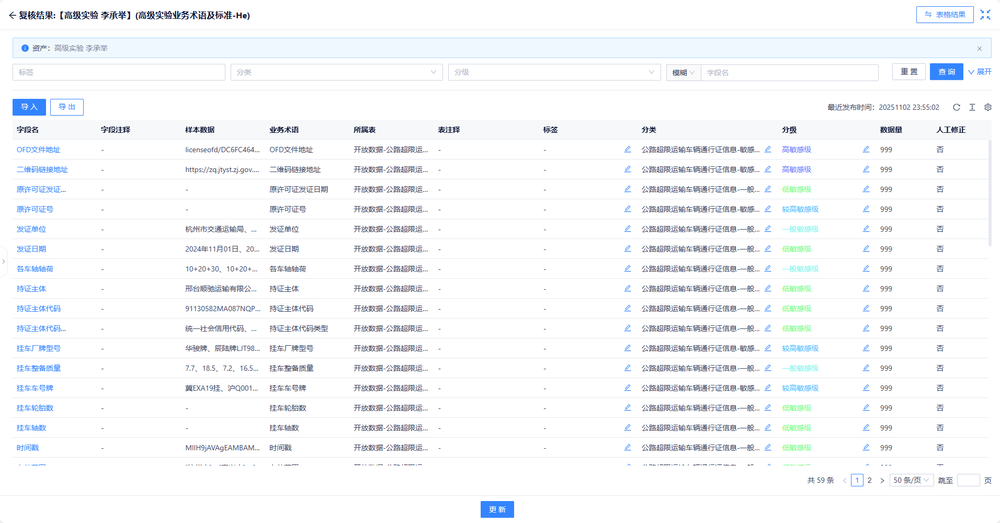 复核结果:【高级实验 李承举】(高级实验业务术语及标准-He)
表格结果
资产：高级实验 李承举
标签 分类 分级 模糊 字段名 重 置 查 询 展开
导 入 导 出 最近发布时间：20251102 23:55:02
字段名 字段注释 样本数据 业务术语 所属表 表注释 标签 分类 分级 数据量 人工修正
OFD文件地址 - licenseofd/DC6FC464... OFD文件地址 开放数据-公路超限运... - - 公路超限运输车辆通行证信息-敏感... 高敏感级 999 否
二维码链接地址 - https://zq.jtyst.zj.gov.... 二维码链接地址 开放数据-公路超限运... - - 公路超限运输车辆通行证信息-敏感... 高敏感级 999 否
原许可证发证... - - 原许可证发证日期 开放数据-公路超限运... - - 公路超限运输车辆通行证信息-一般... 低敏感级 999 否
原许可证号 - - 原许可证号 开放数据-公路超限运... - - 公路超限运输车辆通行证信息-敏感... 较高敏感级 999 否
发证单位 - 杭州市交通运输局、... 发证单位 开放数据-公路超限运... - - 公路超限运输车辆通行证信息-一般... 一般敏感级 999 否
发证日期 - 2024年11月01日、20... 发证日期 开放数据-公路超限运... - - 公路超限运输车辆通行证信息-一般... 低敏感级 999 否
各车轴轴荷 - 10+20+30、10+20+... 各车轴轴荷 开放数据-公路超限运... - - 公路超限运输车辆通行证信息-一般... 一般敏感级 999 否
持证主体 - 邢台顺驰运输有限公... 持证主体 开放数据-公路超限运... - - 公路超限运输车辆通行证信息-一般... 低敏感级 999 否
持证主体代码 - 91130582MA087NQP... 持证主体代码 开放数据-公路超限运... - - 公路超限运输车辆通行证信息-一般... 低敏感级 999 否
持证主体代码... - 统一社会信用代码、... 持证主体代码类型 开放数据-公路超限运... - - 公路超限运输车辆通行证信息-一般... 低敏感级 999 否
挂车厂牌型号 - 华骏牌、辰陆牌LJT98... 挂车厂牌型号 开放数据-公路超限运... - - 公路超限运输车辆通行证信息-敏感... 较高敏感级 999 否
挂车整备质量 - 7.7、18.5、7.2、16.5... 挂车整备质量 开放数据-公路超限运... - - 公路超限运输车辆通行证信息-一般... 一般敏感级 999 否
挂车车号牌 - 冀EXA19挂、沪Q001... 挂车车号牌 开放数据-公路超限运... - - 公路超限运输车辆通行证信息-敏感... 较高敏感级 999 否
挂车轮胎数 - - 挂车轮胎数 开放数据-公路超限运... - - 公路超限运输车辆通行证信息-一般... 低敏感级 999 否
挂车轴数 - - 挂车轴数 开放数据-公路超限运... - - 公路超限运输车辆通行证信息-一般... 低敏感级 999 否
时间戳 - MIIH9jAVAgEAMBAM... 时间戳 开放数据-公路超限运... - - 公路超限运输车辆通行证信息-一般... 低敏感级 999 否
共 59 条 < 1 2 > 50 条/页 跳至 页
更 新